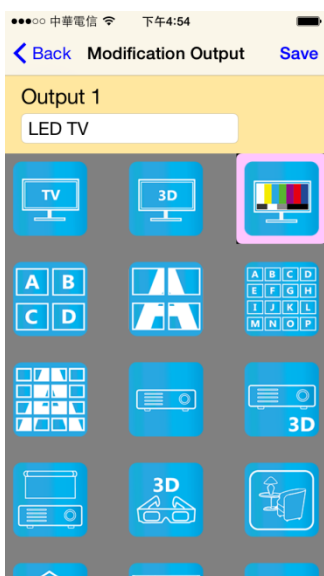 中華電信 下午4:54
Back Modification Output Save
Output 1
LED TV
TV 3D
A B A B C D
E F G H
C D I J K L
M N O P
3D
3D